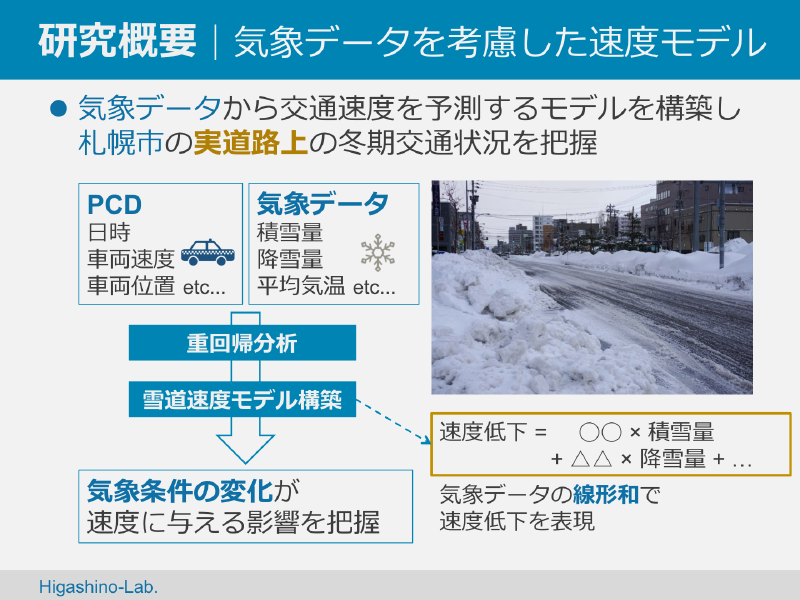 研究概要｜気象データを考慮した速度モデル
● 気象データから交通速度を予測するモデルを構築し
札幌市の実道路上の冬期交通状況を把握
PCD
日時
車両速度
車両位置 etc...
気象データ
積雪量
降雪量
平均気温 etc...
重回帰分析
雪道速度モデル構築
速度低下 = 〇〇 × 積雪量
+ △△ × 降雪量 + …
気象条件の変化が
速度に与える影響を把握
気象データの線形和で
速度低下を表現
Higashino-Lab.